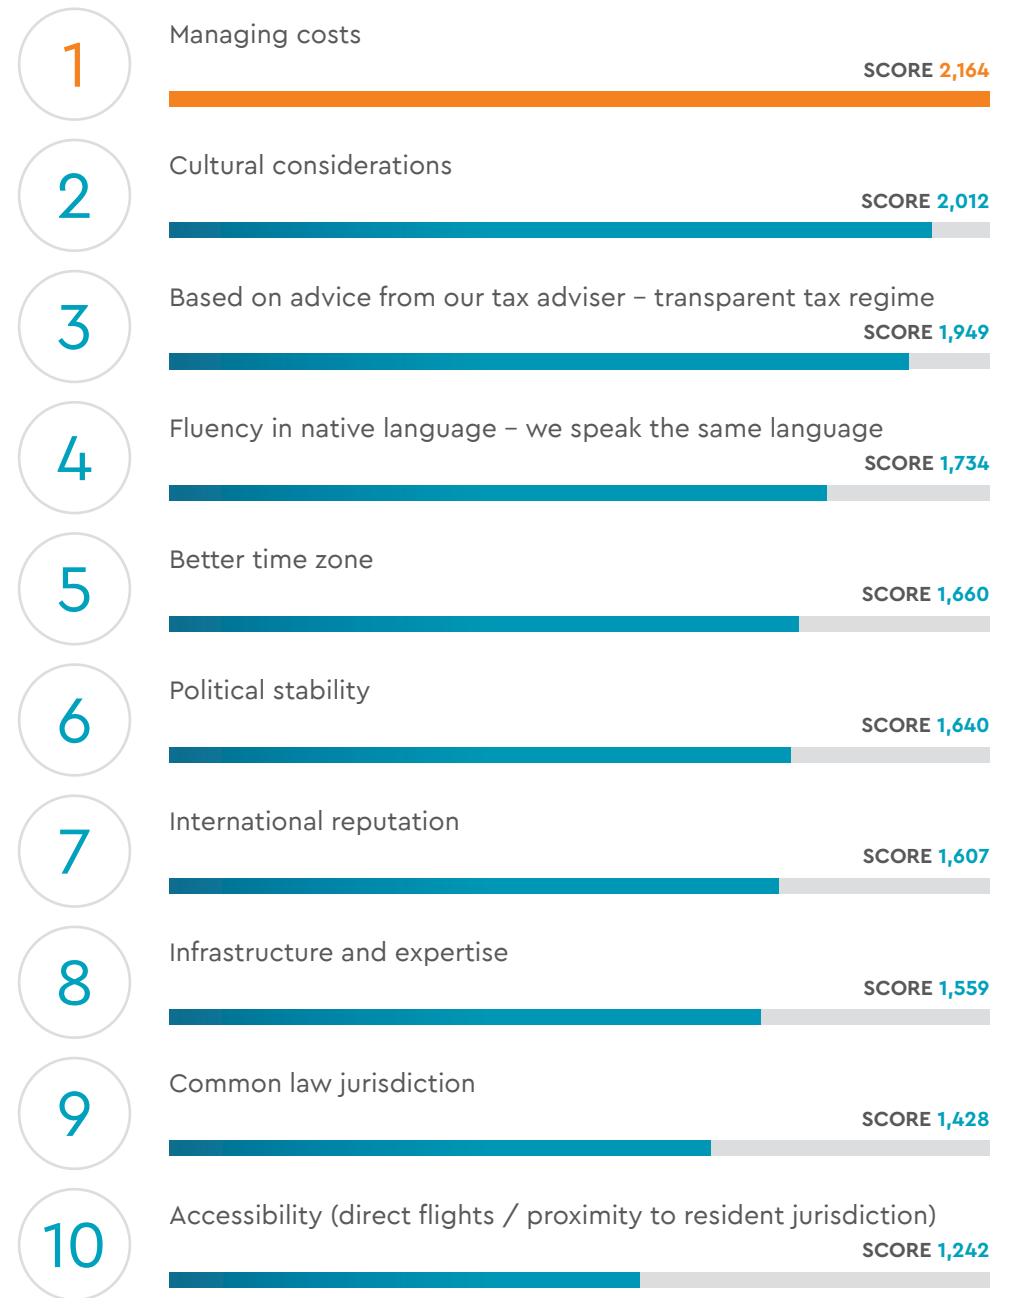 1
Managing costs
SCORE 2,164
2
Cultural considerations
SCORE 2,012
3
Based on advice from our tax adviser – transparent tax regime
SCORE 1,949
4
Fluency in native language – we speak the same language
SCORE 1,734
5
Better time zone
SCORE 1,660
6
Political stability
SCORE 1,640
7
International reputation
SCORE 1,607
8
Infrastructure and expertise
SCORE 1,559
9
Common law jurisdiction
SCORE 1,428
10
Accessibility (direct flights / proximity to resident jurisdiction)
SCORE 1,242